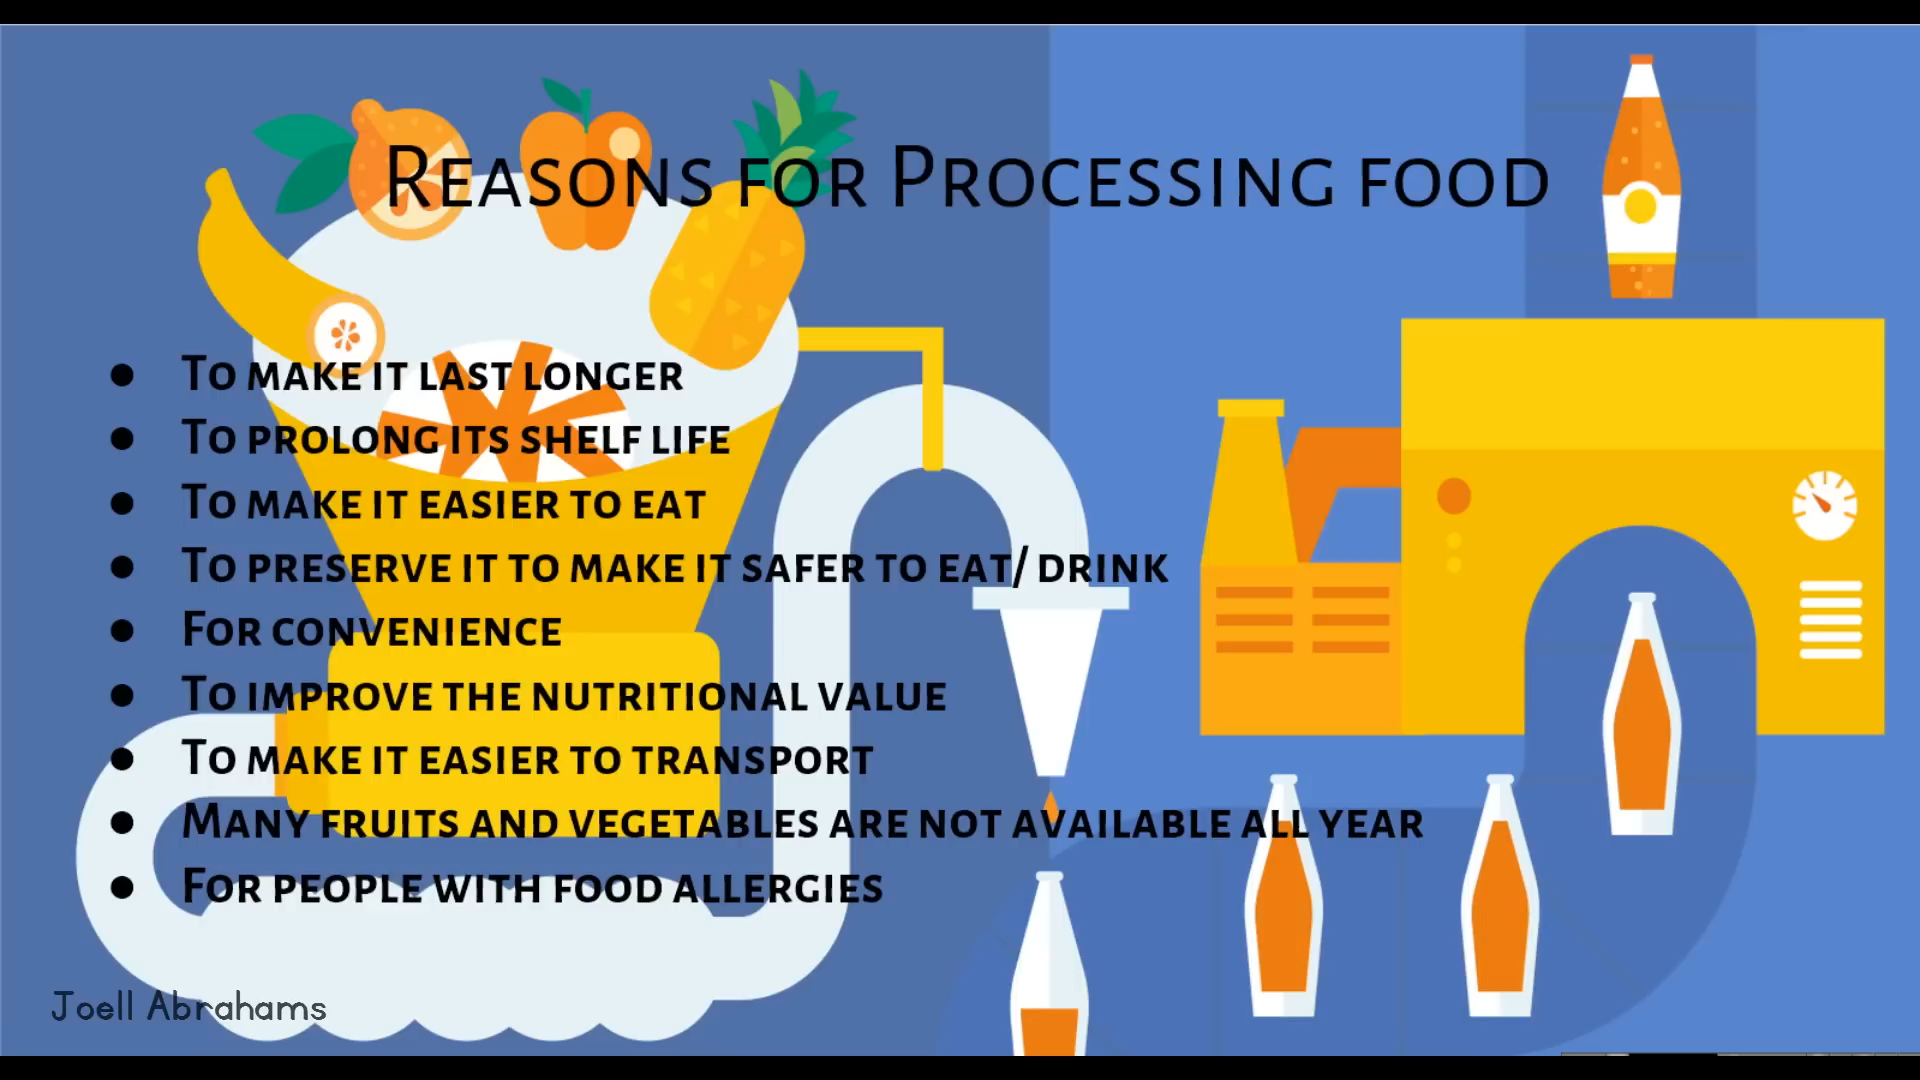 Reasons for Processing food
• To make it last longer
• To prolong its shelf life
• To make it easier to eat
• To preserve it to make it safer to eat/ drink
• For convenience
• To improve the nutritional value
• To make it easier to transport
• Many fruits and vegetables are not available all year
• For people with food allergies
Joell Abrahams